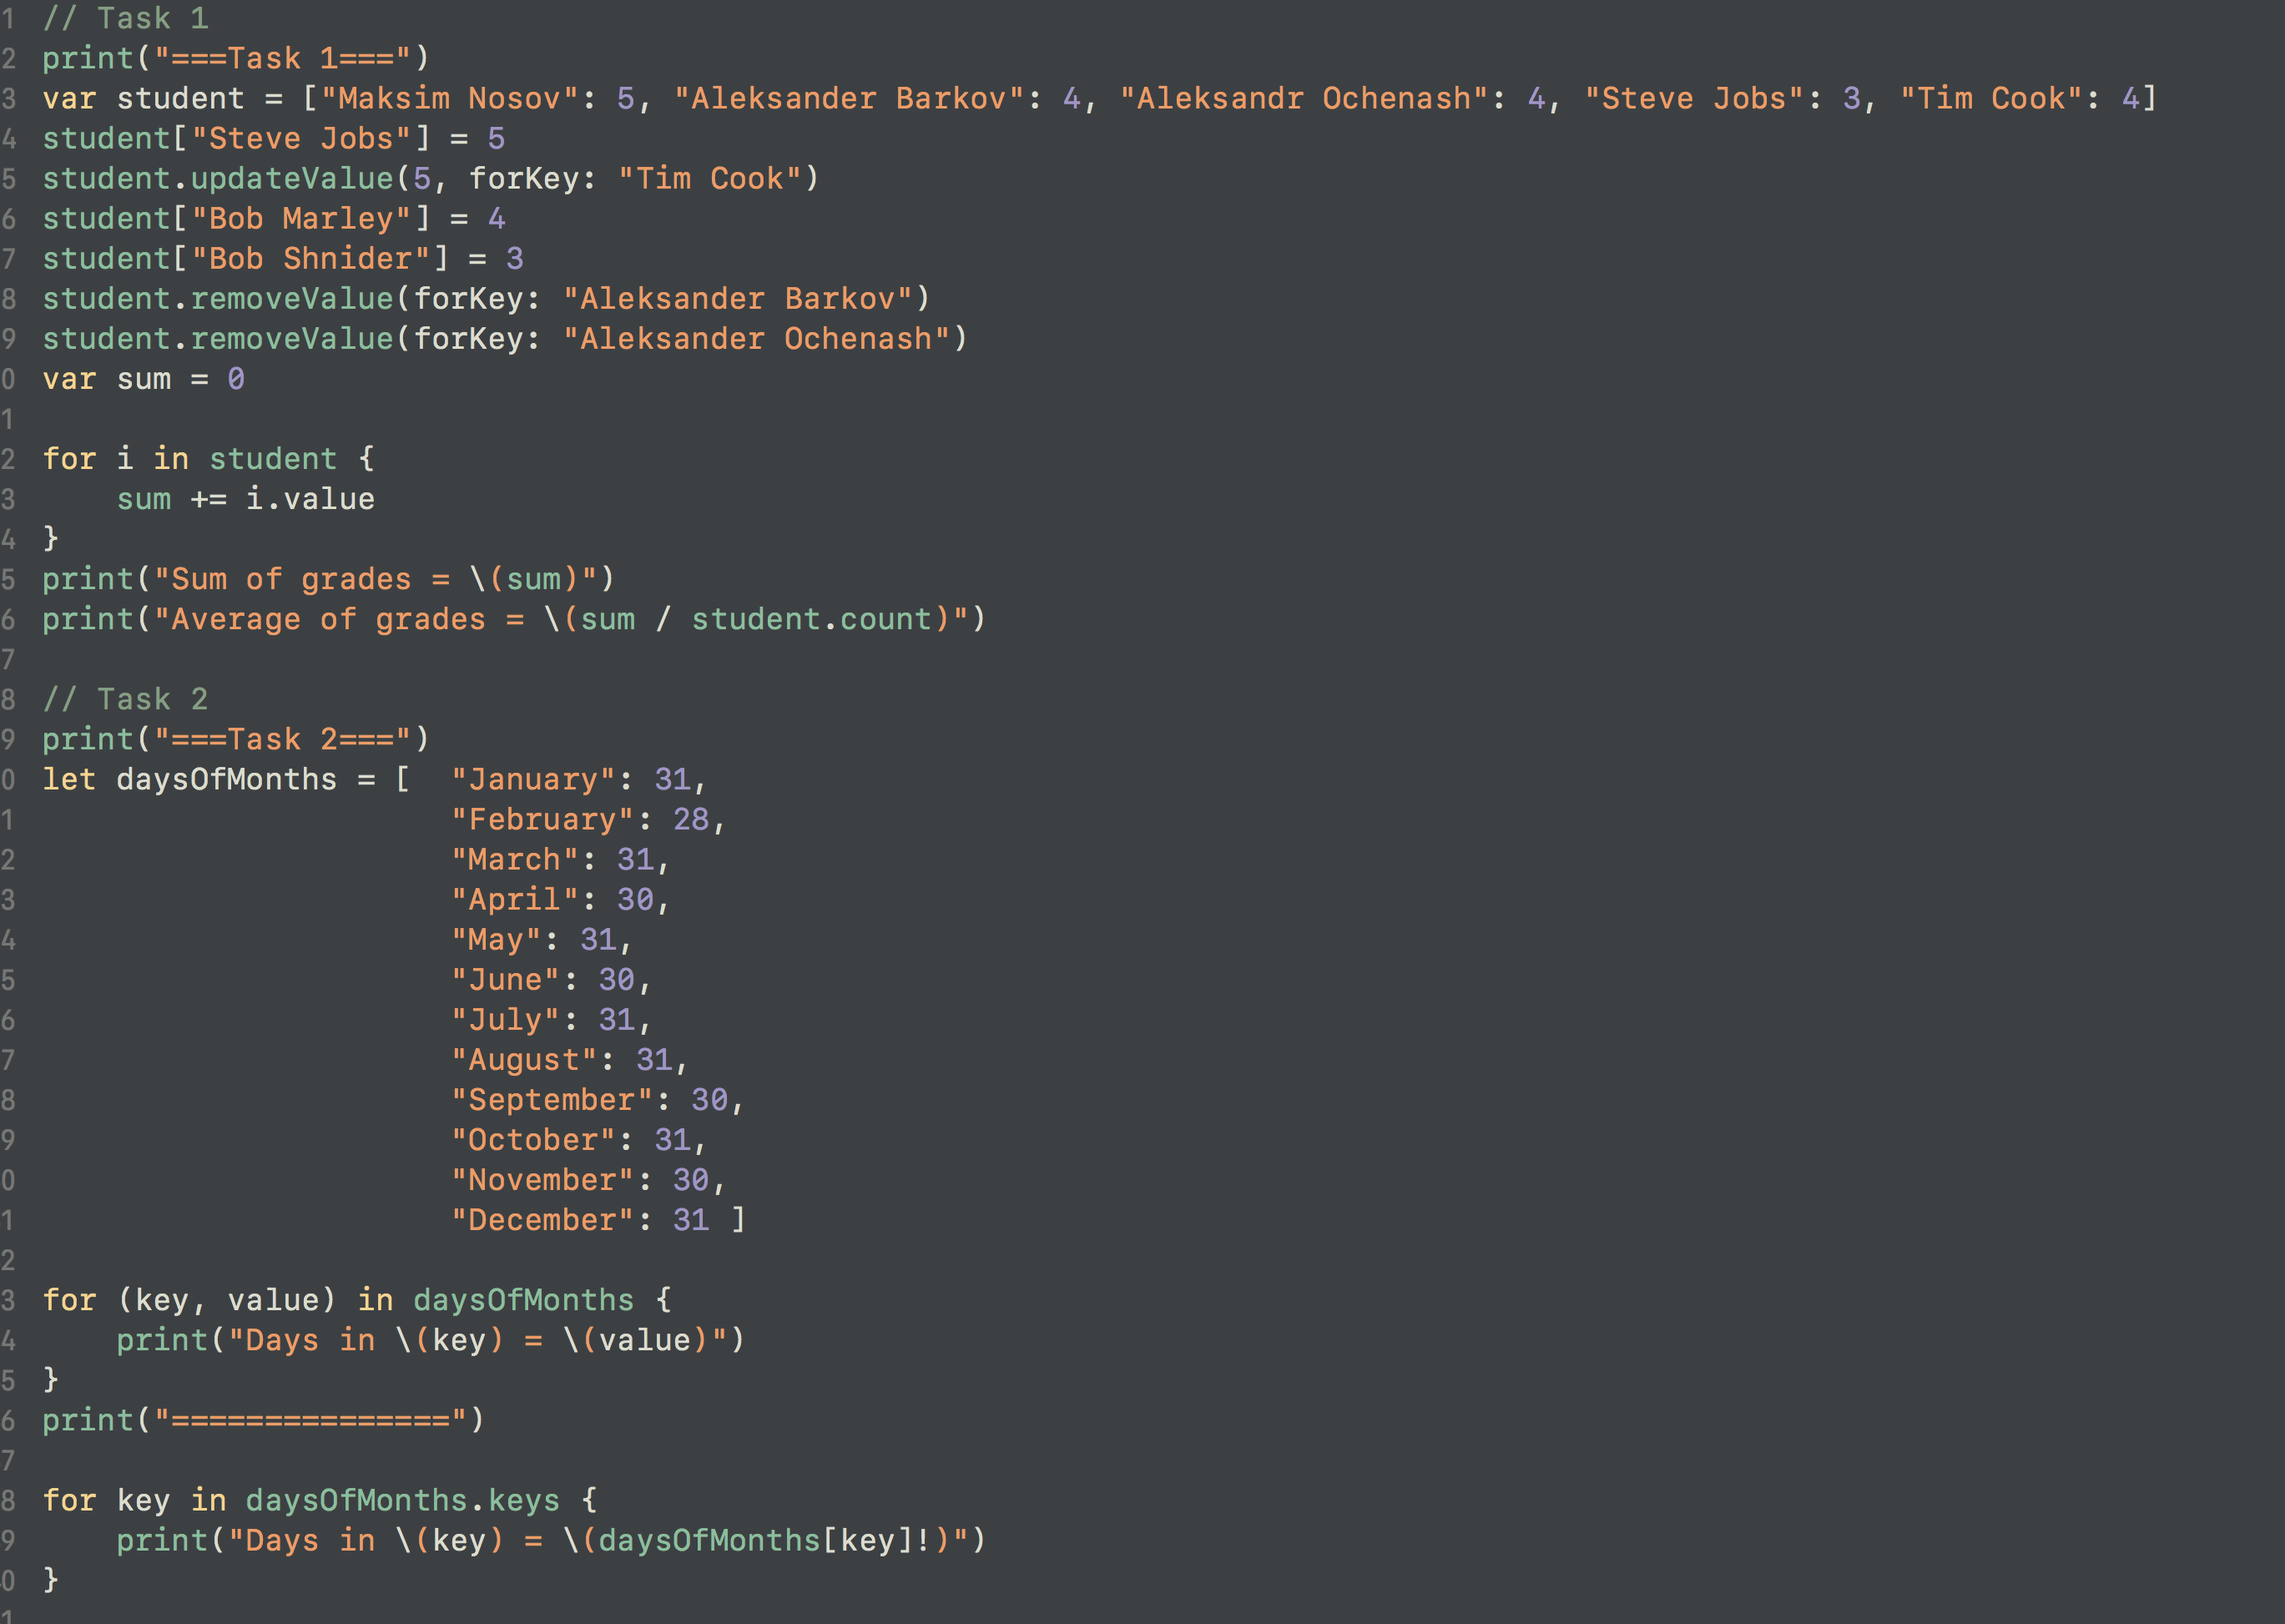 1 // Task 1
2 print("===Task 1===")
3 var student = ["Maksim Nosov": 5, "Aleksander Barkov": 4, "Aleksandr Ochenash": 4, "Steve Jobs": 3, "Tim Cook": 4]
4 student["Steve Jobs"] = 5
5 student.updateValue(5, forKey: "Tim Cook")
6 student["Bob Marley"] = 4
7 student["Bob Shnider"] = 3
8 student.removeValue(forKey: "Aleksander Barkov")
9 student.removeValue(forKey: "Aleksander Ochenash")
0 var sum = 0
1
2 for i in student {
3     sum += i.value
4 }
5 print("Sum of grades = \(sum)")
6 print("Average of grades = \(sum / student.count)")
7
8 // Task 2
9 print("===Task 2===")
0 let daysOfMonths = [  "January": 31,
1                       "February": 28,
2                       "March": 31,
3                       "April": 30,
4                       "May": 31,
5                       "June": 30,
6                       "July": 31,
7                       "August": 31,
8                       "September": 30,
9                       "October": 31,
0                       "November": 30,
1                       "December": 31 ]
2
3 for (key, value) in daysOfMonths {
4     print("Days in \(key) = \(value)")
5 }
6 print("===============")
7
8 for key in daysOfMonths.keys {
9     print("Days in \(key) = \(daysOfMonths[key]!)")
0 }
1